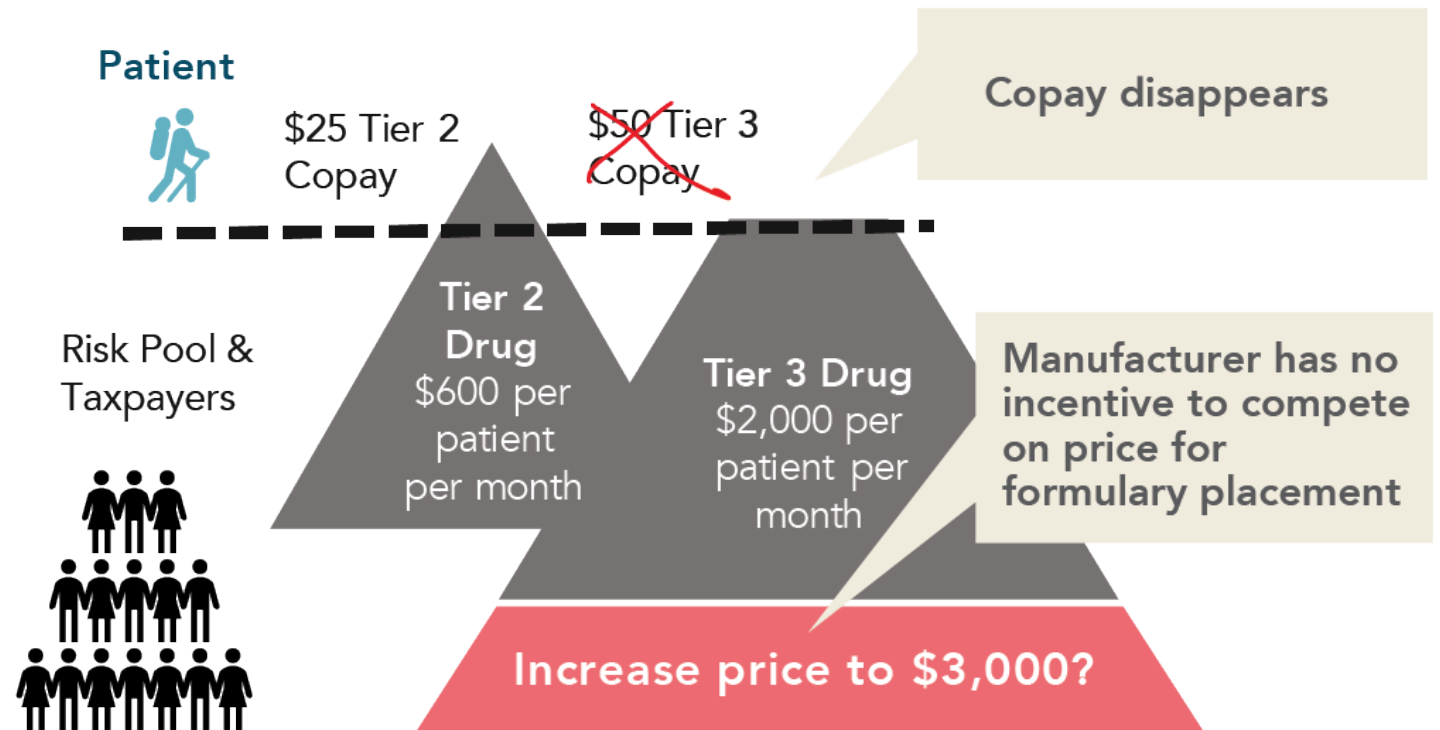 Patient
$25 Tier 2
Copay
$50 Tier 3
Copay
Copay disappears
Risk Pool &
Taxpayers
Tier 2
Drug
$600 per
patient
per month
Tier 3 Drug
$2,000 per
patient per
month
Manufacturer has no
incentive to compete
on price for
formulary placement
Increase price to $3,000?